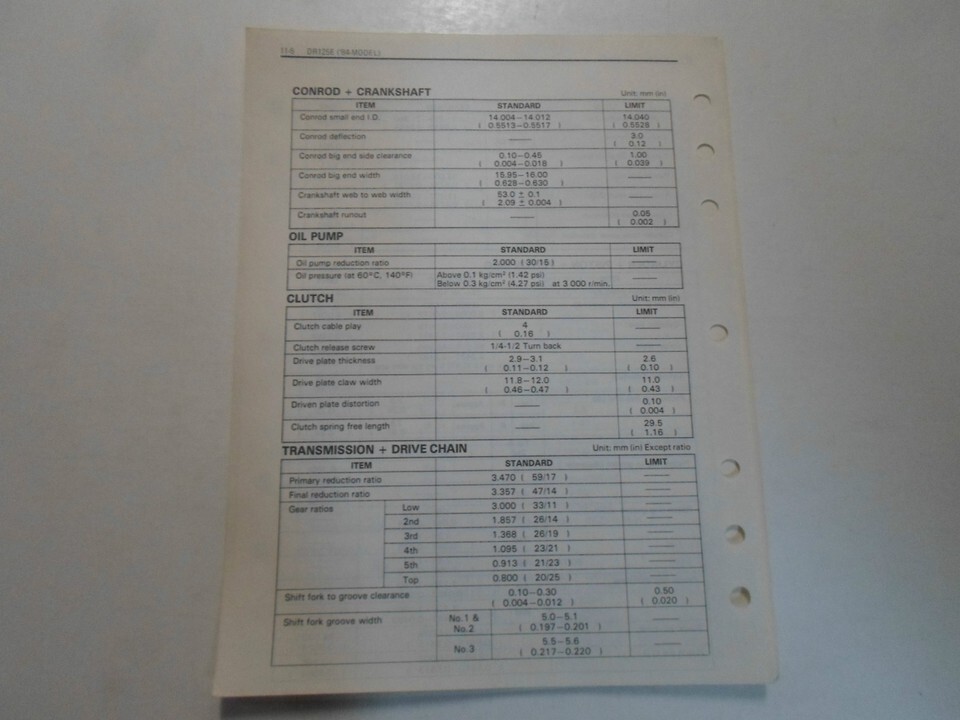 11-5 DR125E ('94-MODEL)
CONROD + CRANKSHAFT Unit: mm (in)
ITEM STANDARD LIMIT
Conrod small end I.D. 14.004–14.012 14.040
( 0.5513–0.5517 ) ( 0.5528 )
Conrod deflection —— 3.0
( 0.12 )
Conrod big end side clearance 0.10–0.45 1.00
( 0.004–0.018 ) ( 0.039 )
Conrod big end width 15.95–16.00 ——
( 0.628–0.630 )
Crankshaft web to web width 53.0 ± 0.1 ——
( 2.09 ± 0.004 )
Crankshaft runout —— 0.05
( 0.002 )
OIL PUMP
ITEM STANDARD LIMIT
Oil pump reduction ratio 2.000 ( 30/15 ) ——
Oil pressure (at 60°C, 140°F) Above 0.1 kg/cm² (1.42 psi) ——
Below 0.3 kg/cm² (4.27 psi) at 3 000 r/min.
CLUTCH Unit: mm (in)
ITEM STANDARD LIMIT
Clutch cable play 4 ——
( 0.16 )
Clutch release screw 1/4-1/2 Turn back ——
Drive plate thickness 2.9–3.1 2.6
( 0.11–0.12 ) ( 0.10 )
Drive plate claw width 11.8–12.0 11.0
( 0.46–0.47 ) ( 0.43 )
Driven plate distortion —— 0.10
( 0.004 )
Clutch spring free length —— 29.5
( 1.16 )
TRANSMISSION + DRIVE CHAIN Unit: mm (in) Except ratio
ITEM STANDARD LIMIT
Primary reduction ratio 3.470 ( 59/17 ) ——
Final reduction ratio 3.357 ( 47/14 ) ——
Gear ratios Low 3.000 ( 33/11 ) ——
2nd 1.857 ( 26/14 ) ——
3rd 1.368 ( 26/19 ) ——
4th 1.095 ( 23/21 ) ——
5th 0.913 ( 21/23 ) ——
Top 0.800 ( 20/25 ) ——
Shift fork to groove clearance 0.10–0.30 0.50
( 0.004–0.012 ) ( 0.020 )
Shift fork groove width No.1 & No.2 5.0–5.1 ——
( 0.197–0.201 )
No.3 5.5–5.6 ——
( 0.217–0.220 )